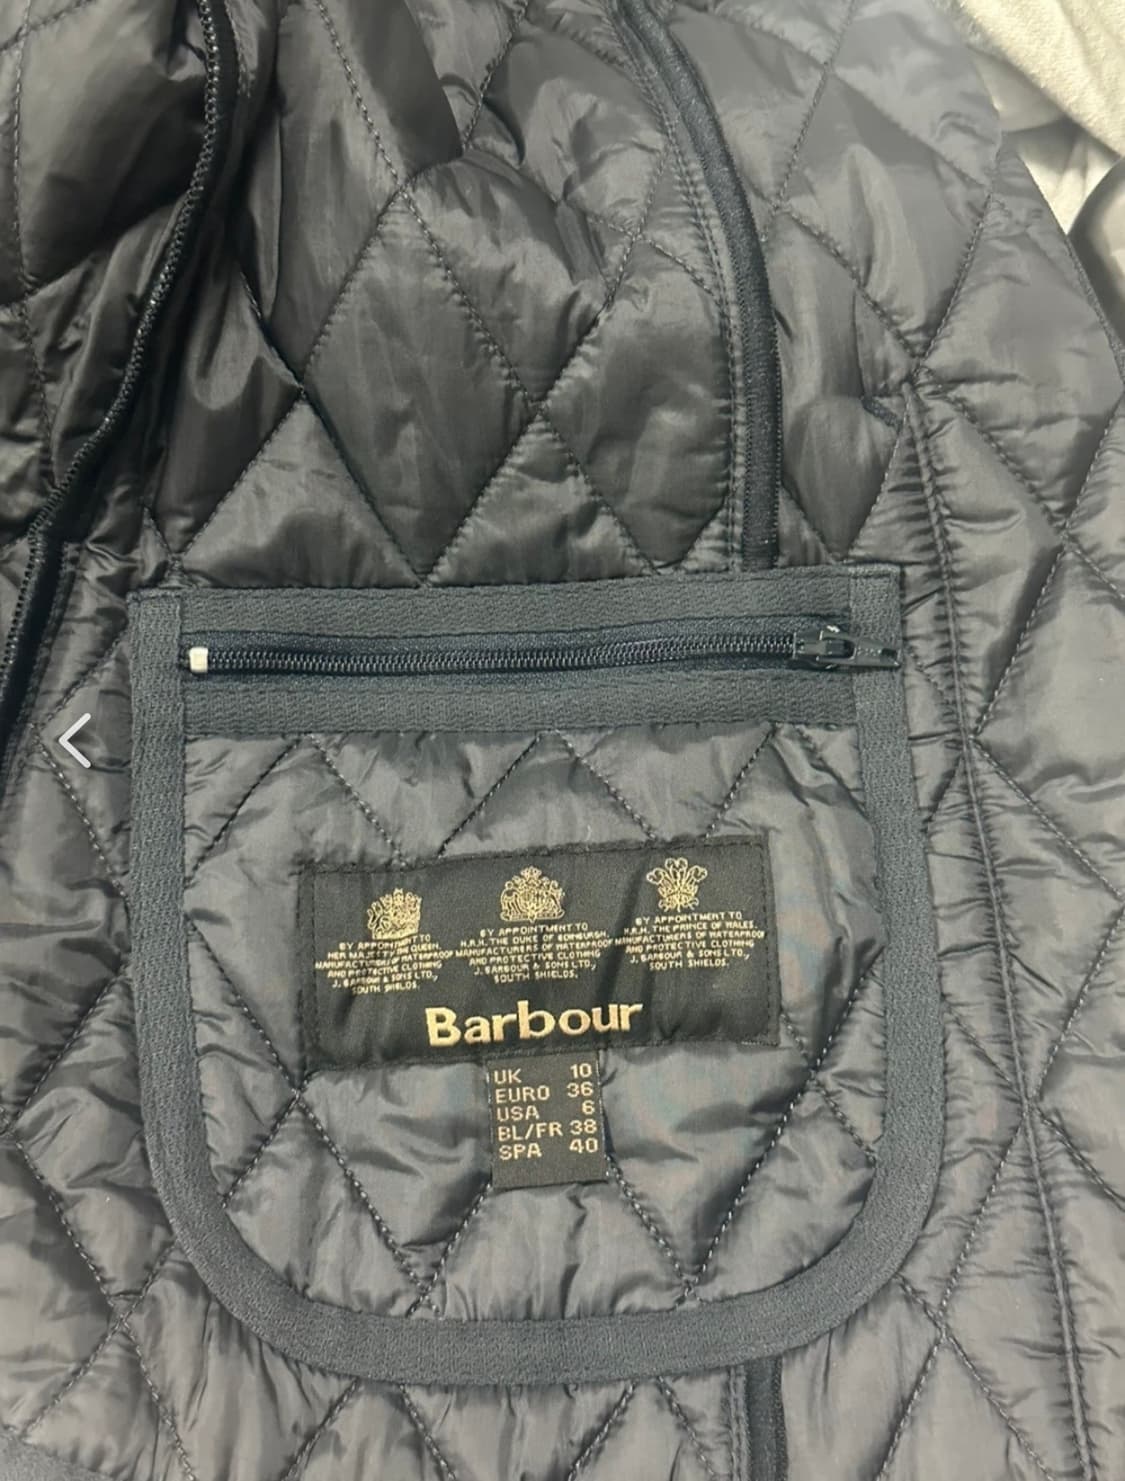 BY APPOINTMENT TO
HER MAJESTY THE QUEEN,
MANUFACTURERS OF WATERPROOF
AND PROTECTIVE CLOTHING
J. BARBOUR & SONS LTD.,
SOUTH SHIELDS.
BY APPOINTMENT TO
H.R.H. THE DUKE OF EDINBURGH,
MANUFACTURERS OF WATERPROOF
AND PROTECTIVE CLOTHING
J. BARBOUR & SONS LTD.,
SOUTH SHIELDS.
BY APPOINTMENT TO
H.R.H. THE PRINCE OF WALES.
MANUFACTURERS OF WATERPROOF
AND PROTECTIVE CLOTHING
J. BARBOUR & SONS LTD.,
SOUTH SHIELDS.
Barbour
UK 10
EURO 36
USA 6
BL/FR 38
SPA 40